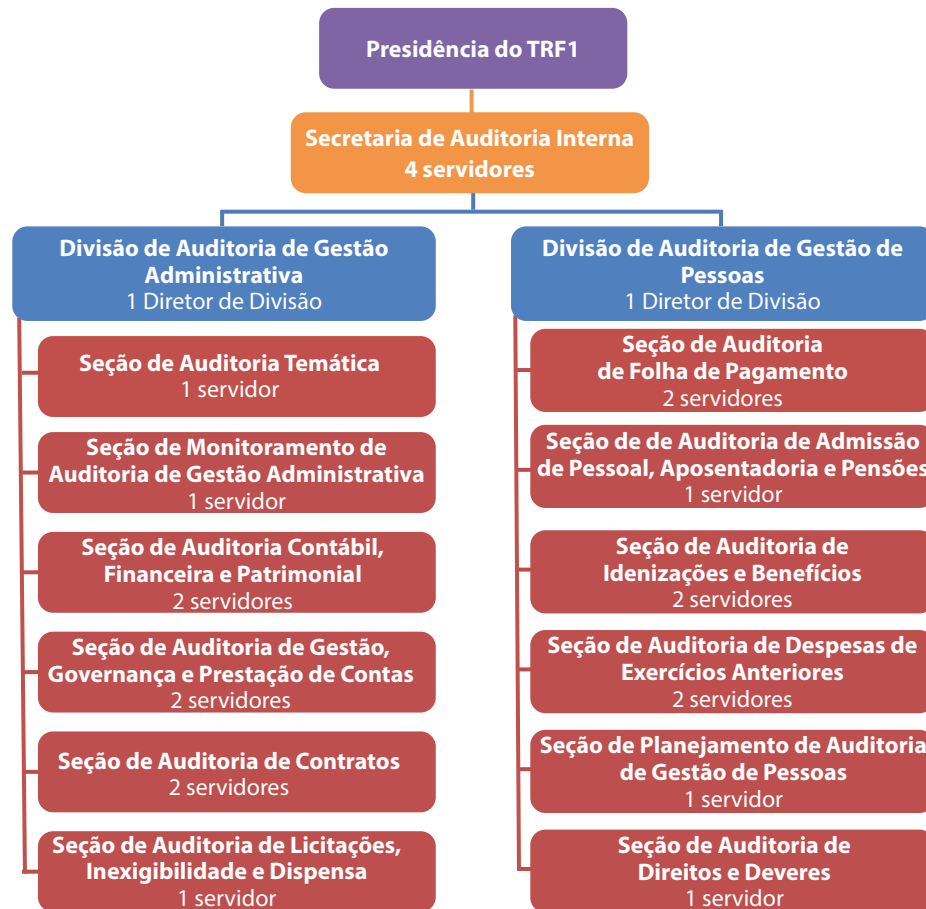 Presidência do TRF1
Secretaria de Auditoria Interna
4 servidores
Divisão de Auditoria de Gestão
Administrativa
1 Diretor de Divisão
Seção de Auditoria Temática
1 servidor
Seção de Monitoramento de
Auditoria de Gestão Administrativa
1 servidor
Seção de Auditoria Contábil,
Financeira e Patrimonial
2 servidores
Seção de Auditoria de Gestão,
Governança e Prestação de Contas
2 servidores
Seção de Auditoria de Contratos
2 servidores
Seção de Auditoria de Licitações,
Inexigibilidade e Dispensa
1 servidor
Divisão de Auditoria de Gestão de
Pessoas
1 Diretor de Divisão
Seção de Auditoria
de Folha de Pagamento
2 servidores
Seção de de Auditoria de Admissão
de Pessoal, Aposentadoria e Pensões
1 servidor
Seção de Auditoria de
Idenizações e Benefícios
2 servidores
Seção de Auditoria de Despesas de
Exercícios Anteriores
2 servidores
Seção de Planejamento de Auditoria
de Gestão de Pessoas
1 servidor
Seção de Auditoria de
Direitos e Deveres
1 servidor